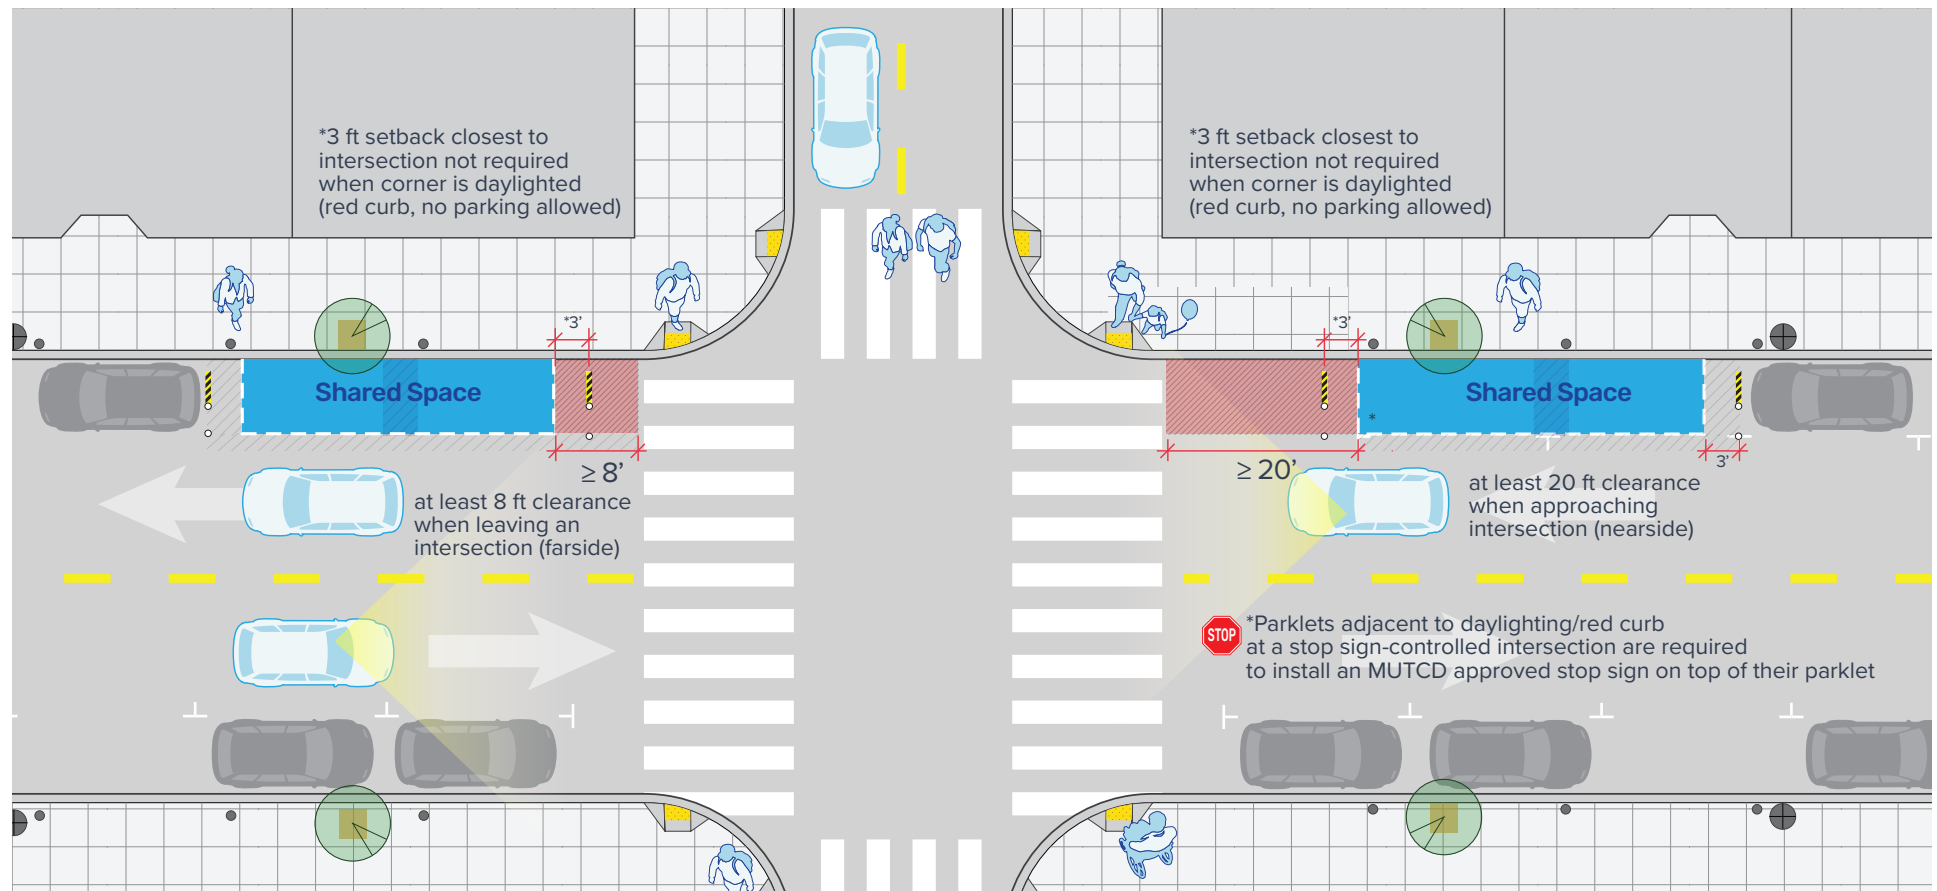 *3 ft setback closest to
intersection not required
when corner is daylighted
(red curb, no parking allowed)
*3 ft setback closest to
intersection not required
when corner is daylighted
(red curb, no parking allowed)
*3’
*3’
Shared Space
Shared Space
*
≥ 8’
≥ 20’
3’
at least 8 ft clearance
when leaving an
intersection (farside)
at least 20 ft clearance
when approaching
intersection (nearside)
STOP
*Parklets adjacent to daylighting/red curb
at a stop sign-controlled intersection are required
to install an MUTCD approved stop sign on top of their parklet